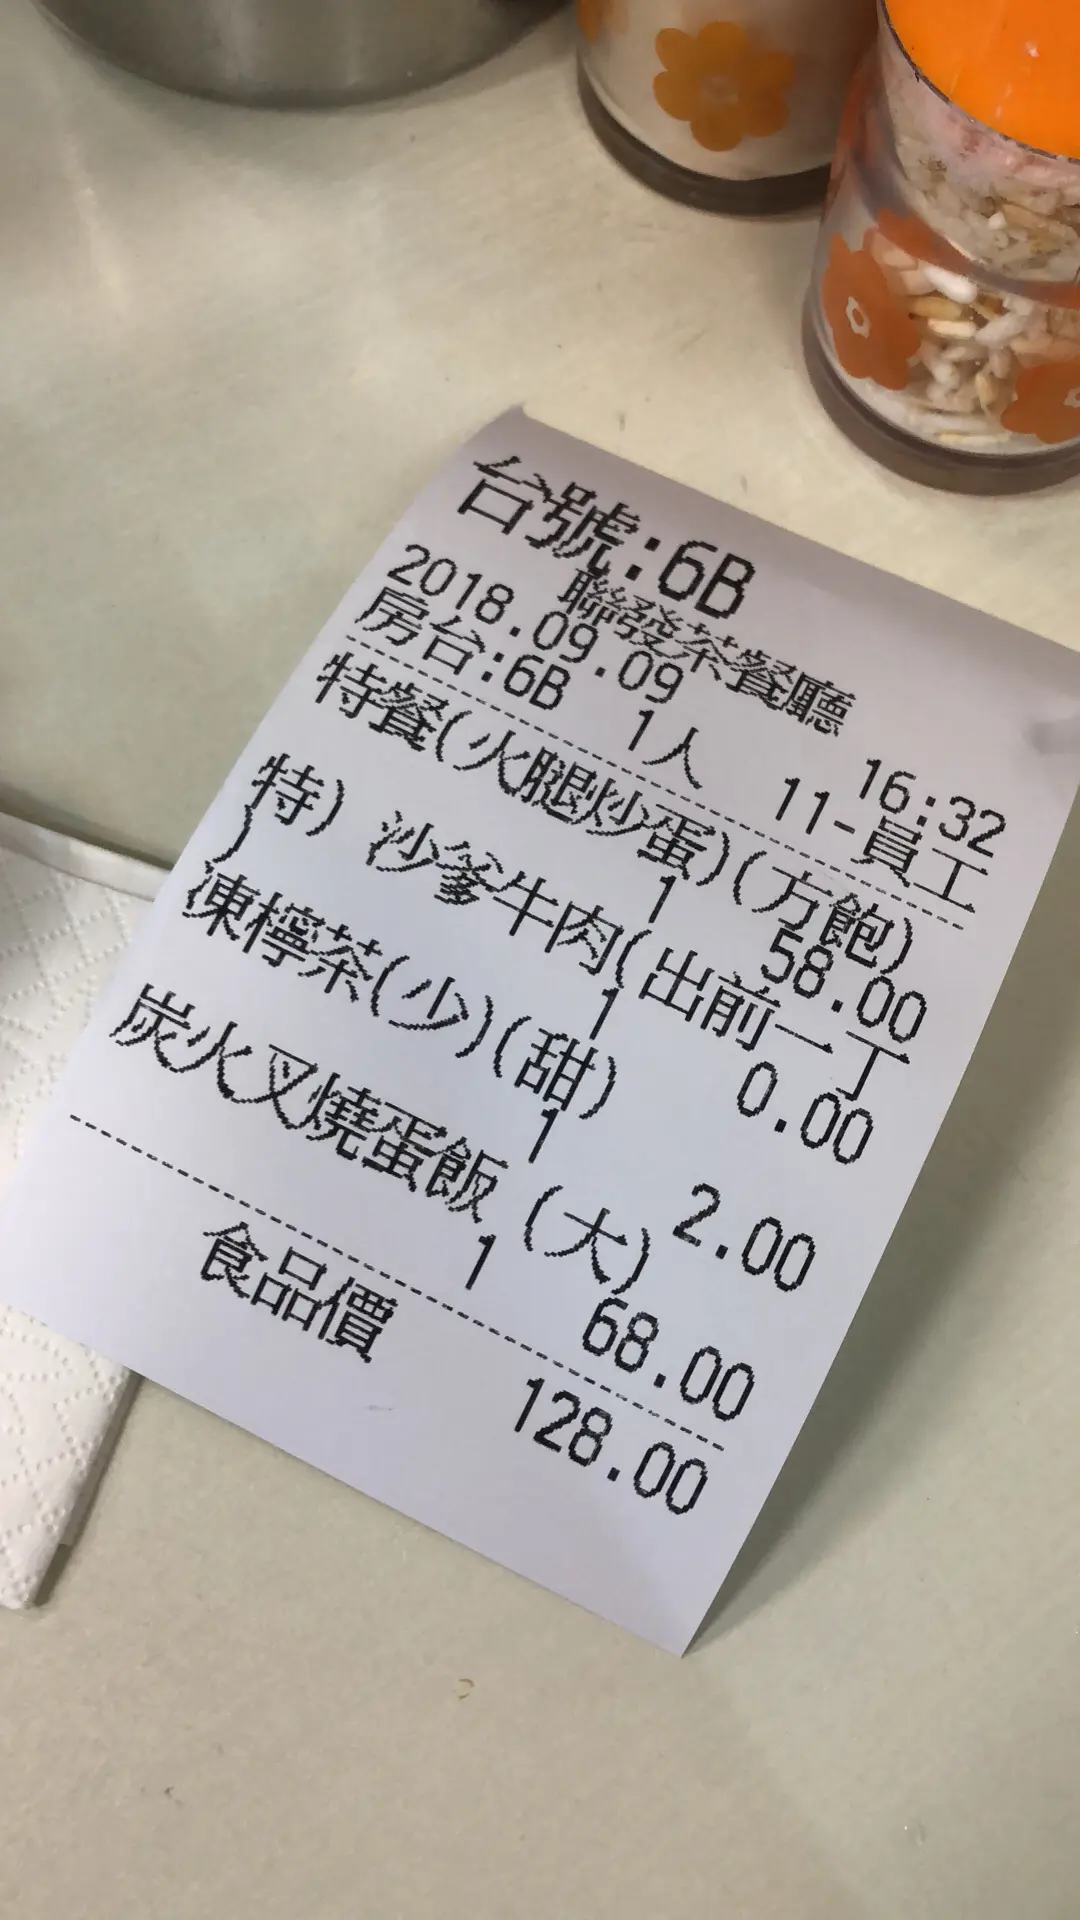 台號:6B
聯發茶餐廳
2018.09.09 16:32
房台:6B 1人 11-員工
特餐(火腿炒蛋)(方飽)
1 58.00
特) 沙爹牛肉(出前一丁
) 1 0.00
凍檸茶(少)(甜)
1 2.00
炭火叉燒蛋飯 (大)
1 68.00
食品價 128.00